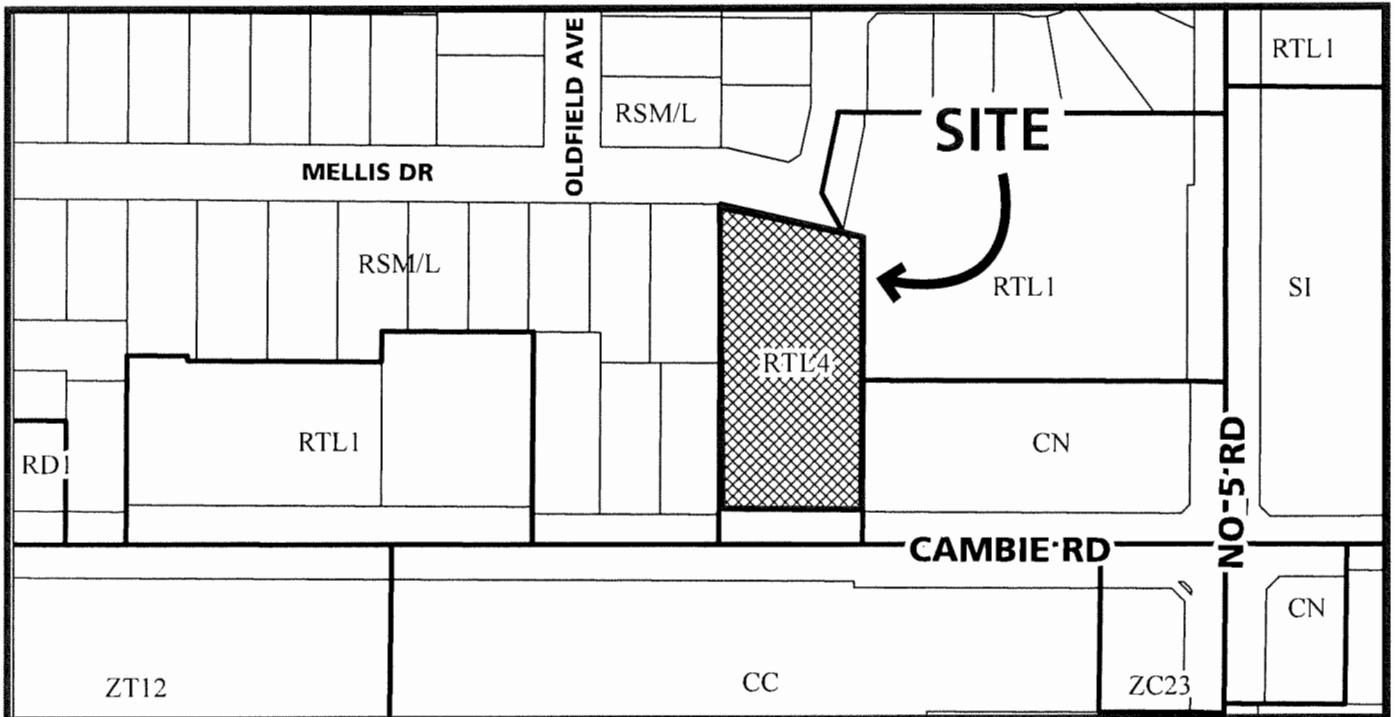 RTL1
OLDFIELD AVE
RSM/L
SITE
MELLIS DR
RSM/L
RTL1
SI
RTL4
RTL1
CN
RD
NO 5 RD
CAMBIE RD
CN
ZT12
CC
ZC23